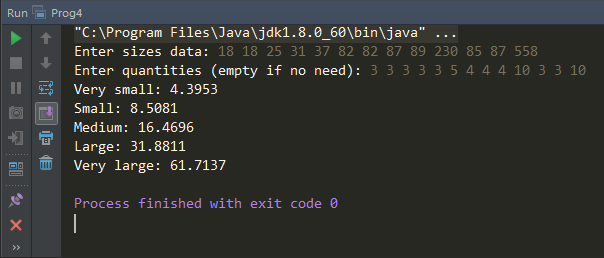 Run Prog4
"C:\Program Files\Java\jdk1.8.0_60\bin\java" ...
Enter sizes data: 18 18 25 31 37 82 82 87 89 230 85 87 558
Enter quantities (empty if no need): 3 3 3 3 3 5 4 4 4 10 3 3 10
Very small: 4.3953
Small: 8.5081
Medium: 16.4696
Large: 31.8811
Very large: 61.7137
Process finished with exit code 0